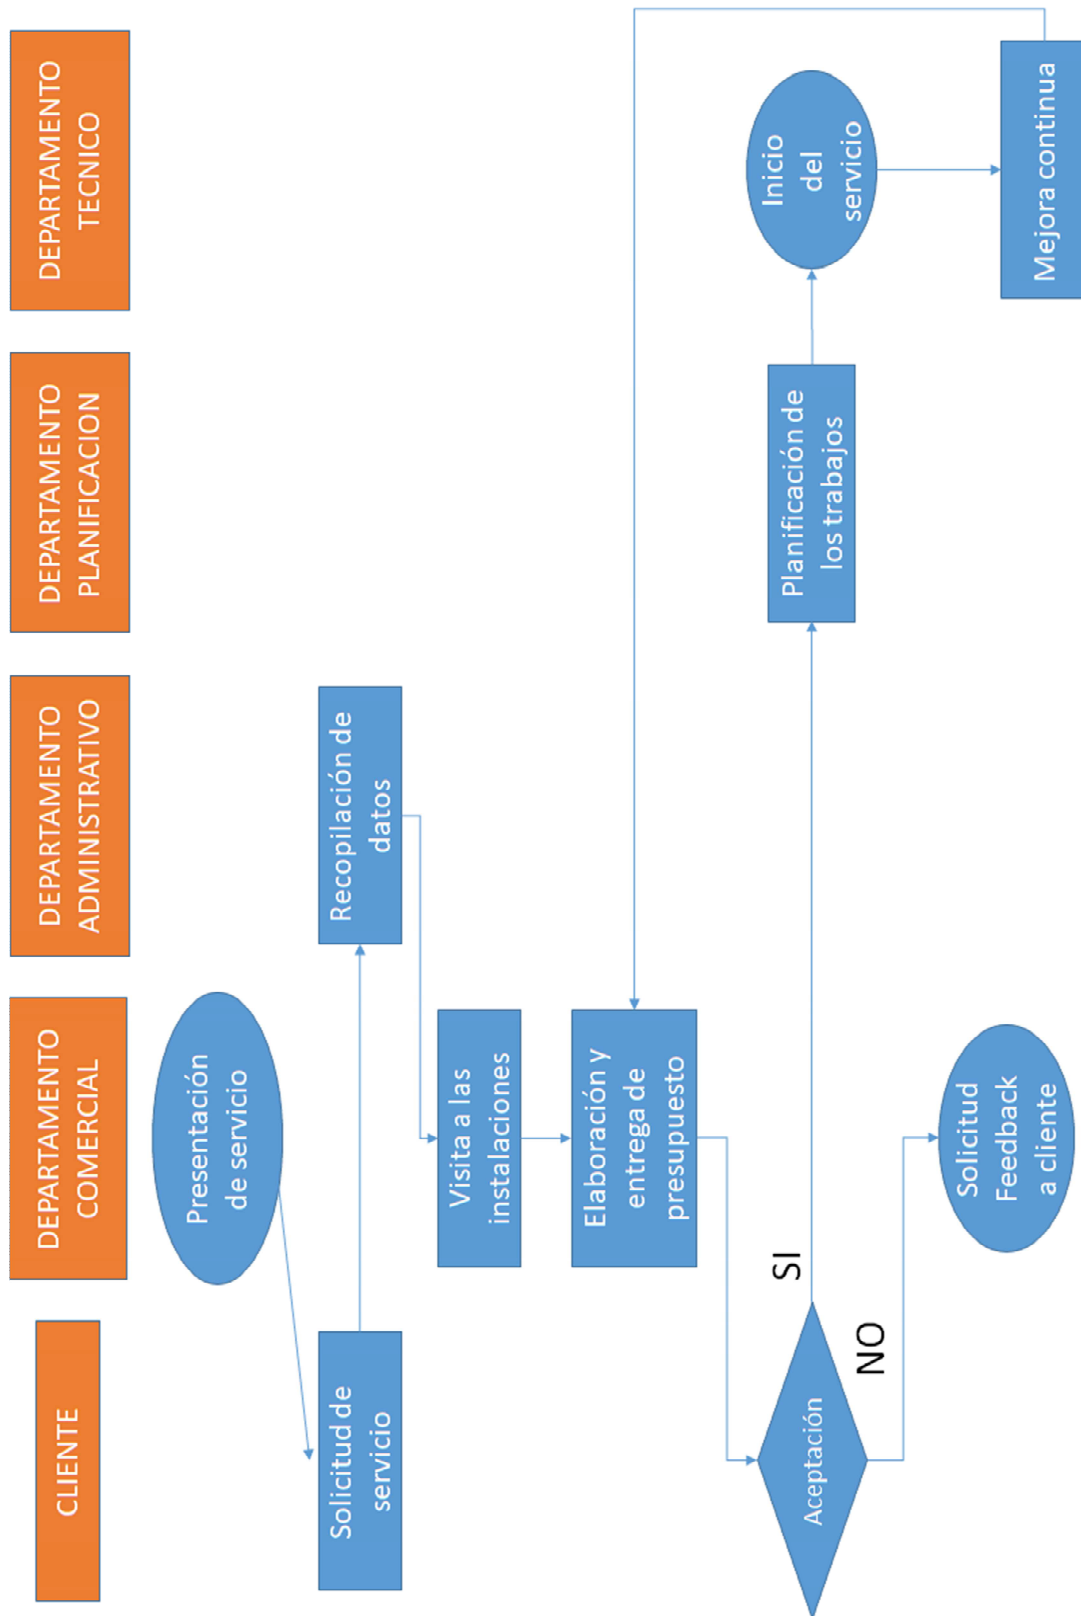 CLIENTE
DEPARTAMENTO
COMERCIAL
DEPARTAMENTO
ADMINISTRATIVO
DEPARTAMENTO
PLANIFICACION
DEPARTAMENTO
TECNICO
Presentación
de servicio
Solicitud de
servicio
Recopilación de
datos
Visita a las
instalaciones
Elaboración y
entrega de
presupuesto
Aceptación
SI
NO
Planificación de
los trabajos
Inicio
del
servicio
Solicitud
Feedback
a cliente
Mejora continua